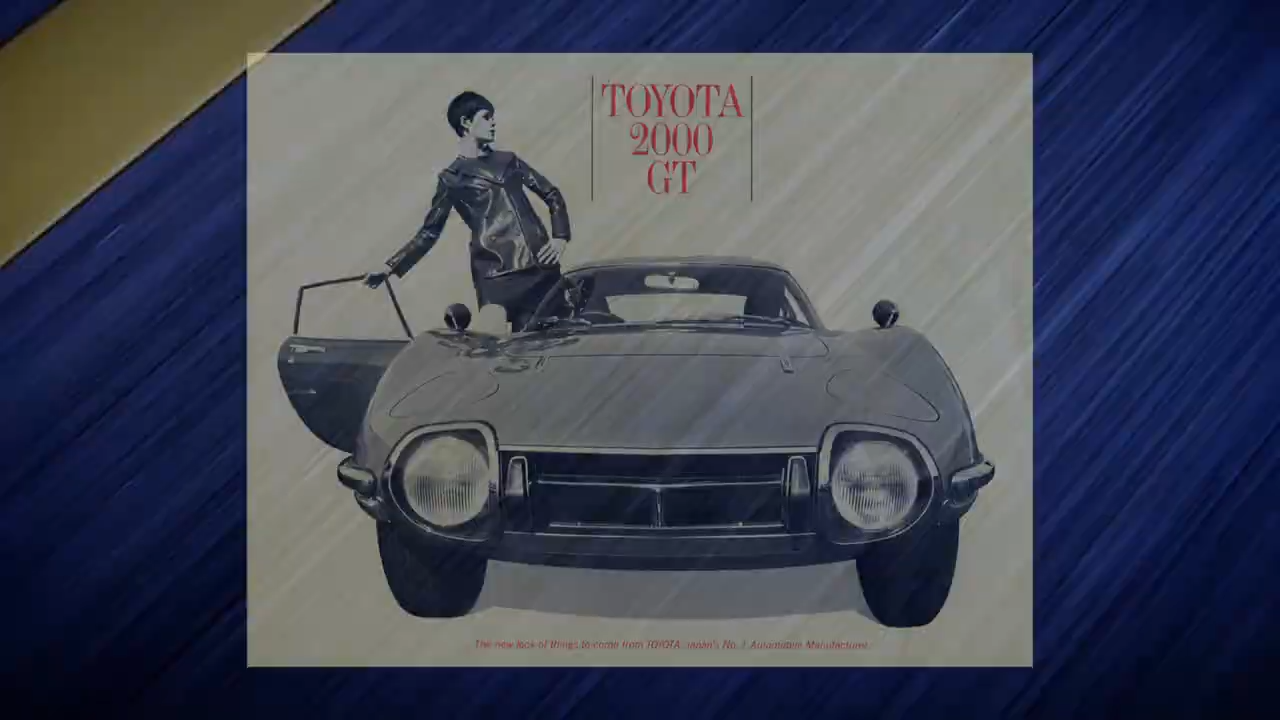 TOYOTA
2000
GT
The new look of things to come from TOYOTA, Japan's No. 1 Automobile Manufacturer